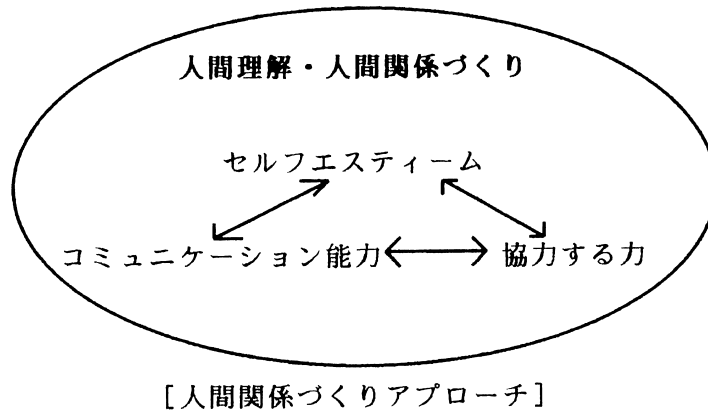 人間理解・人間関係づくり
セルフエスティーム
コミュニケーション能力
協力する力
[人間関係づくりアプローチ]